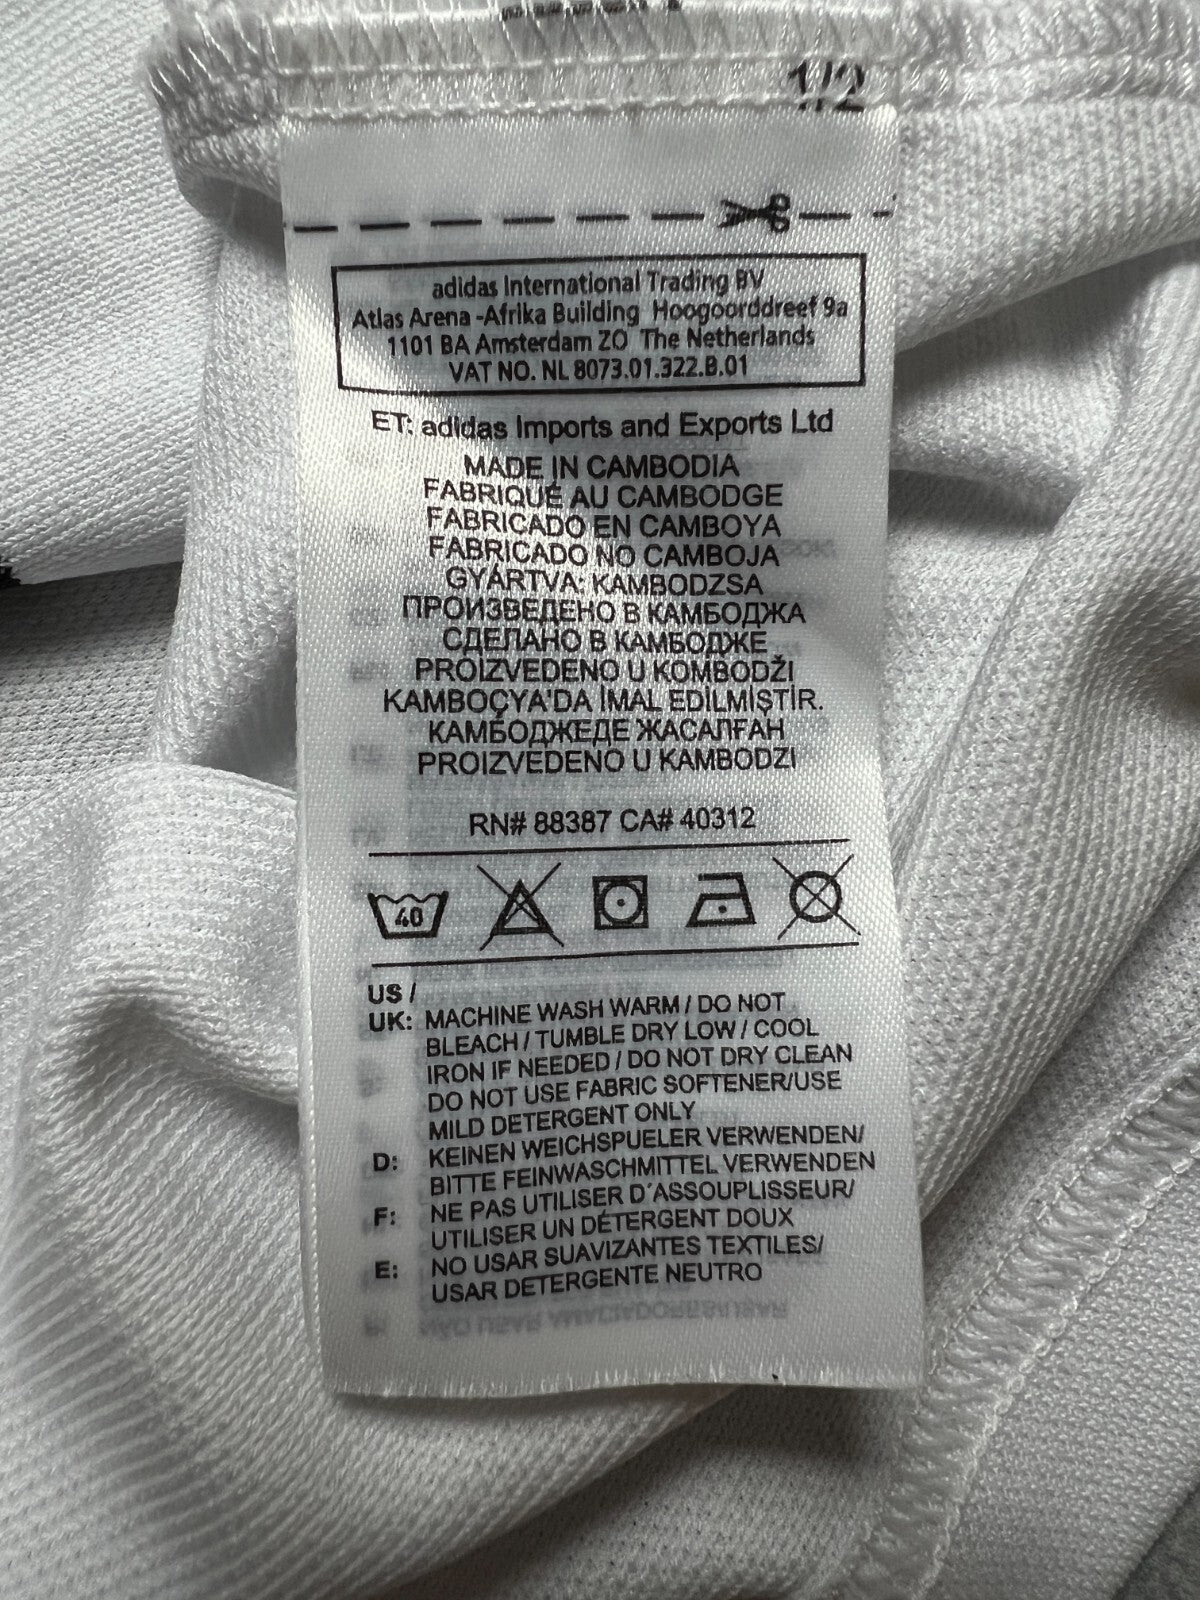 1/2
adidas International Trading BV
Atlas Arena -Afrika Building Hoogoorddreef 9a
1101 BA Amsterdam ZO The Netherlands
VAT NO. NL 8073.01.322.B.01
ET: adidas Imports and Exports Ltd
MADE IN CAMBODIA
FABRIQUÉ AU CAMBODGE
FABRICADO EN CAMBOYA
FABRICADO NO CAMBOJA
GYÁRTVA: KAMBODZSA
ПРОИЗВЕДЕНО В КАМБОДЖА
СДЕЛАНО В КАМБОДЖЕ
PROIZVEDENO U KOMBODŽI
KAMBOÇYA'DA İMAL EDİLMİŞTİR.
КАМБОДЖЕДЕ ЖАСАЛҒАН
PROIZVEDENO U KAMBODZI
RN# 88387 CA# 40312
40
US /
UK: MACHINE WASH WARM / DO NOT
BLEACH / TUMBLE DRY LOW / COOL
IRON IF NEEDED / DO NOT DRY CLEAN
DO NOT USE FABRIC SOFTENER/USE
MILD DETERGENT ONLY
D: KEINEN WEICHSPUELER VERWENDEN/
BITTE FEINWASCHMITTEL VERWENDEN
F: NE PAS UTILISER D´ASSOUPLISSEUR/
UTILISER UN DÉTERGENT DOUX
E: NO USAR SUAVIZANTES TEXTILES/
USAR DETERGENTE NEUTRO